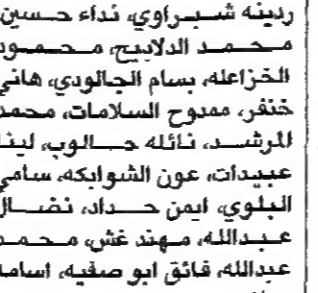 ردينه شبراوي، نداء حسين،
محمد الدلابيح، محمود
الخزاعله، بسام الجالودي، هاني
خنفر، ممدوح السلامات، محمد
المرشد، نائله جالوب، لينا
عبيدات، عون الشوابكه، سامي
البلوي، ايمن حداد، نضال
عبدالله، مهند غش، محمد
عبدالله، فائق ابو صفيه، اسامه